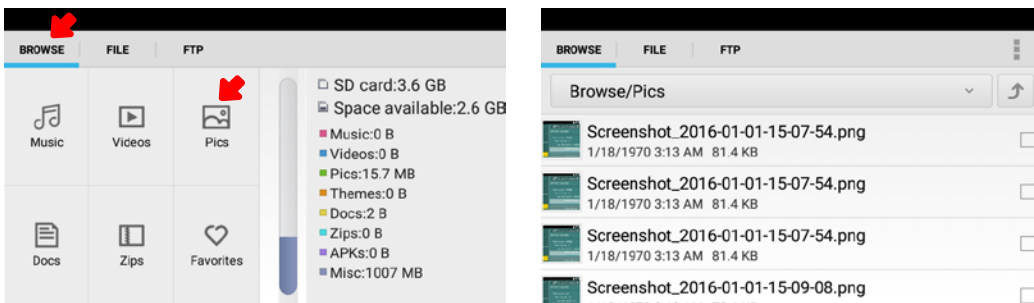 BROWSE FILE FTP
Music Videos Pics
Docs Zips Favorites
SD card:3.6 GB
Space available:2.6 GB
Music:0 B
Videos:0 B
Pics:15.7 MB
Themes:0 B
Docs:2 B
Zips:0 B
APKs:0 B
Misc:1007 MB
BROWSE FILE FTP
Browse/Pics
Screenshot_2016-01-01-15-07-54.png
1/18/1970 3:13 AM 81.4 KB
Screenshot_2016-01-01-15-07-54.png
1/18/1970 3:13 AM 81.4 KB
Screenshot_2016-01-01-15-07-54.png
1/18/1970 3:13 AM 81.4 KB
Screenshot_2016-01-01-15-09-08.png